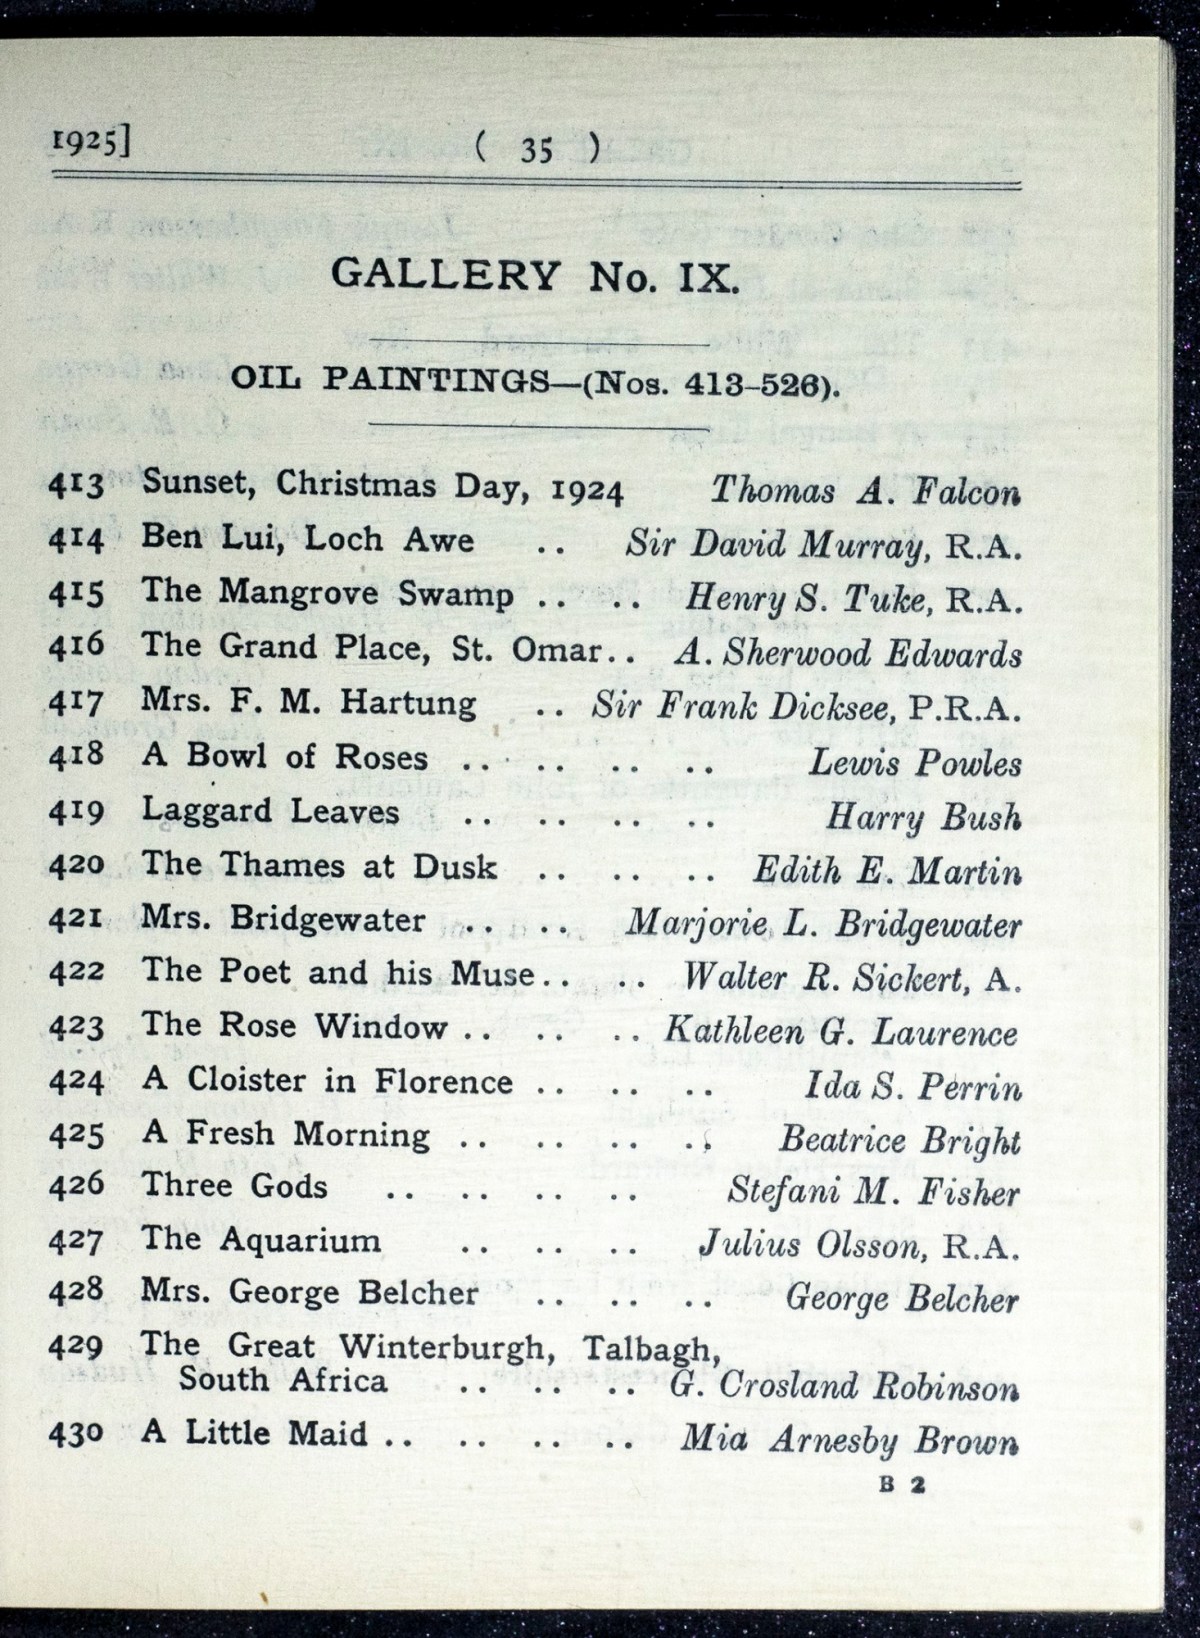 1925]
( 35 )
GALLERY No. IX.
OIL PAINTINGS—(Nos. 413–526).
413 Sunset, Christmas Day, 1924 Thomas A. Falcon
414 Ben Lui, Loch Awe .. Sir David Murray, R.A.
415 The Mangrove Swamp .. .. Henry S. Tuke, R.A.
416 The Grand Place, St. Omar.. A. Sherwood Edwards
417 Mrs. F. M. Hartung .. Sir Frank Dicksee, P.R.A.
418 A Bowl of Roses .. .. .. .. Lewis Powles
419 Laggard Leaves .. .. .. .. Harry Bush
420 The Thames at Dusk .. .. .. Edith E. Martin
421 Mrs. Bridgewater .. .. Marjorie L. Bridgewater
422 The Poet and his Muse.. .. Walter R. Sickert, A.
423 The Rose Window .. .. .. Kathleen G. Laurence
424 A Cloister in Florence .. .. .. Ida S. Perrin
425 A Fresh Morning .. .. .. .. Beatrice Bright
426 Three Gods .. .. .. .. Stefani M. Fisher
427 The Aquarium .. .. .. Julius Olsson, R.A.
428 Mrs. George Belcher .. .. .. George Belcher
429 The Great Winterburgh, Talbagh,
South Africa .. .. .. G. Crosland Robinson
430 A Little Maid .. .. .. .. Mia Arnesby Brown
B 2